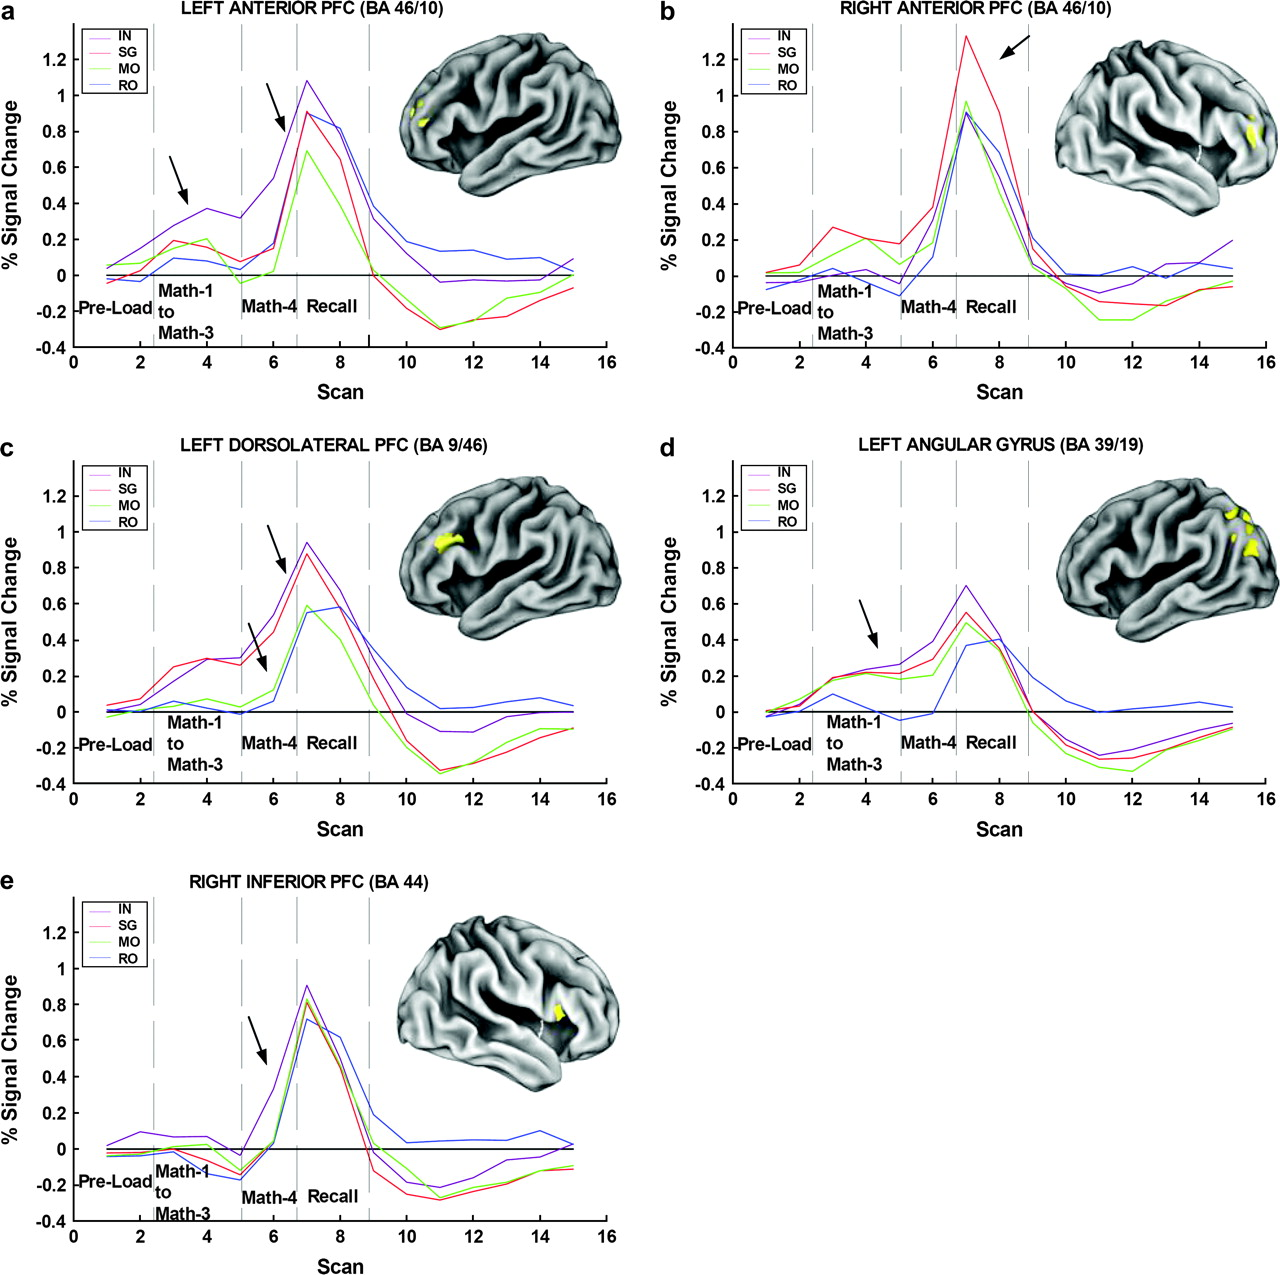 a
LEFT ANTERIOR PFC (BA 46/10)
IN
SG
MO
RO
% Signal Change
1.2
1
0.8
0.6
0.4
0.2
0
-0.2
-0.4
Pre-Load
Math-1
to
Math-3
Math-4
Recall
0 2 4 6 8 10 12 14 16
Scan
b
RIGHT ANTERIOR PFC (BA 46/10)
IN
SG
MO
RO
% Signal Change
1.2
1
0.8
0.6
0.4
0.2
0
-0.2
-0.4
Pre-Load
Math-1
to
Math-3
Math-4
Recall
0 2 4 6 8 10 12 14 16
Scan
c
LEFT DORSOLATERAL PFC (BA 9/46)
IN
SG
MO
RO
% Signal Change
1.2
1
0.8
0.6
0.4
0.2
0
-0.2
-0.4
Pre-Load
Math-1
to
Math-3
Math-4
Recall
0 2 4 6 8 10 12 14 16
Scan
d
LEFT ANGULAR GYRUS (BA 39/19)
IN
SG
MO
RO
% Signal Change
1.2
1
0.8
0.6
0.4
0.2
0
-0.2
-0.4
Pre-Load
Math-1
to
Math-3
Math-4
Recall
0 2 4 6 8 10 12 14 16
Scan
e
RIGHT INFERIOR PFC (BA 44)
IN
SG
MO
RO
% Signal Change
1.2
1
0.8
0.6
0.4
0.2
0
-0.2
-0.4
Pre-Load
Math-1
to
Math-3
Math-4
Recall
0 2 4 6 8 10 12 14 16
Scan